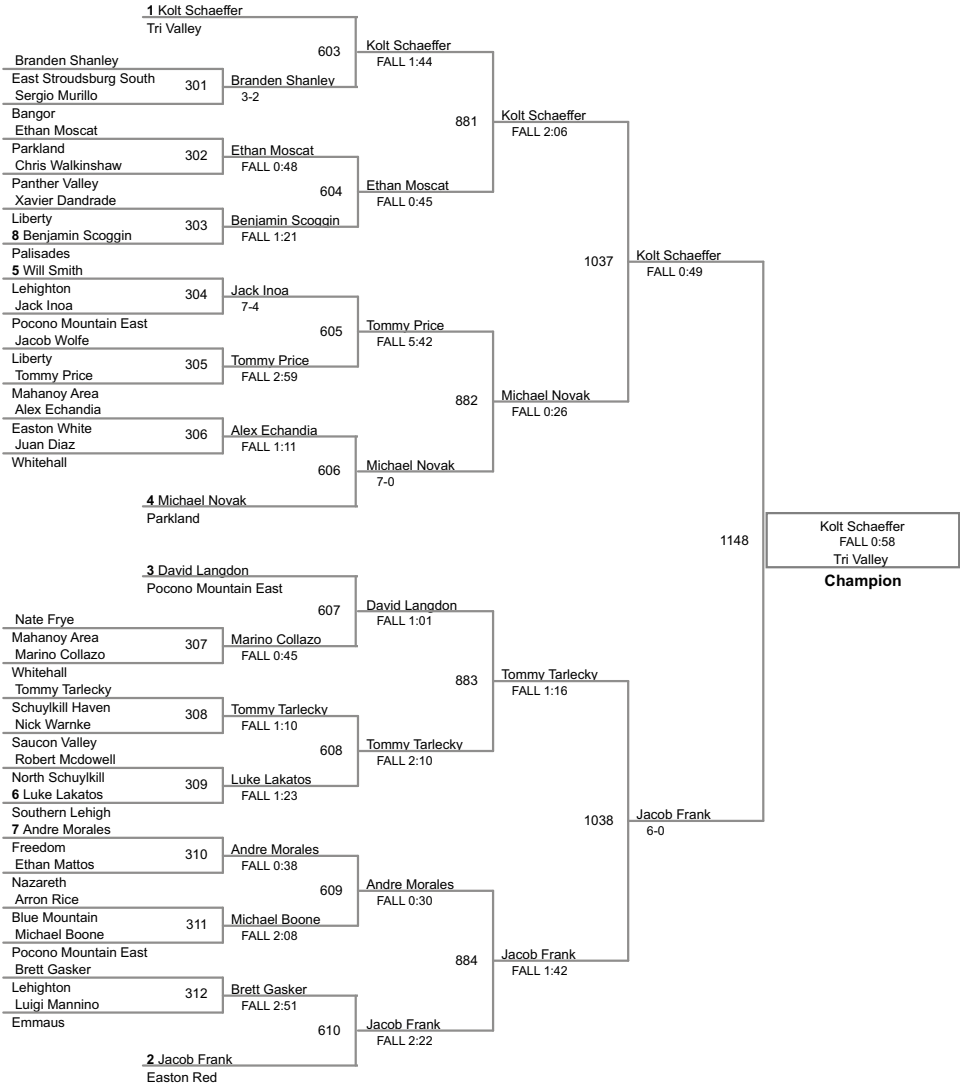 1 Kolt Schaeffer
Tri Valley
603
Kolt Schaeffer
FALL 1:44
Branden Shanley
East Stroudsburg South
301
Branden Shanley
3-2
Sergio Murillo
Bangor
881
Kolt Schaeffer
FALL 2:06
Ethan Moscat
Parkland
302
Ethan Moscat
FALL 0:48
Chris Walkinshaw
Panther Valley
604
Ethan Moscat
FALL 0:45
Xavier Dandrade
Liberty
303
Benjamin Scoggin
FALL 1:21
8 Benjamin Scoggin
Palisades
1037
Kolt Schaeffer
FALL 0:49
5 Will Smith
Lehighton
304
Jack Inoa
7-4
Jack Inoa
Pocono Mountain East
605
Tommy Price
FALL 5:42
Jacob Wolfe
Liberty
305
Tommy Price
FALL 2:59
Tommy Price
Mahanoy Area
882
Michael Novak
FALL 0:26
Alex Echandia
Easton White
306
Alex Echandia
FALL 1:11
Juan Diaz
Whitehall
606
Michael Novak
7-0
4 Michael Novak
Parkland
1148
Kolt Schaeffer
FALL 0:58
Tri Valley
Champion
3 David Langdon
Pocono Mountain East
607
David Langdon
FALL 1:01
Nate Frye
Mahanoy Area
307
Marino Collazo
FALL 0:45
Marino Collazo
Whitehall
883
Tommy Tarlecky
FALL 1:16
Tommy Tarlecky
Schuylkill Haven
308
Tommy Tarlecky
FALL 1:10
Nick Warnke
Saucon Valley
608
Tommy Tarlecky
FALL 2:10
Robert Mcdowell
North Schuylkill
309
Luke Lakatos
FALL 1:23
6 Luke Lakatos
Southern Lehigh
1038
Jacob Frank
6-0
7 Andre Morales
Freedom
310
Andre Morales
FALL 0:38
Ethan Mattos
Nazareth
609
Andre Morales
FALL 0:30
Arron Rice
Blue Mountain
311
Michael Boone
FALL 2:08
Michael Boone
Pocono Mountain East
884
Jacob Frank
FALL 1:42
Brett Gasker
Lehighton
312
Brett Gasker
FALL 2:51
Luigi Mannino
Emmaus
610
Jacob Frank
FALL 2:22
2 Jacob Frank
Easton Red